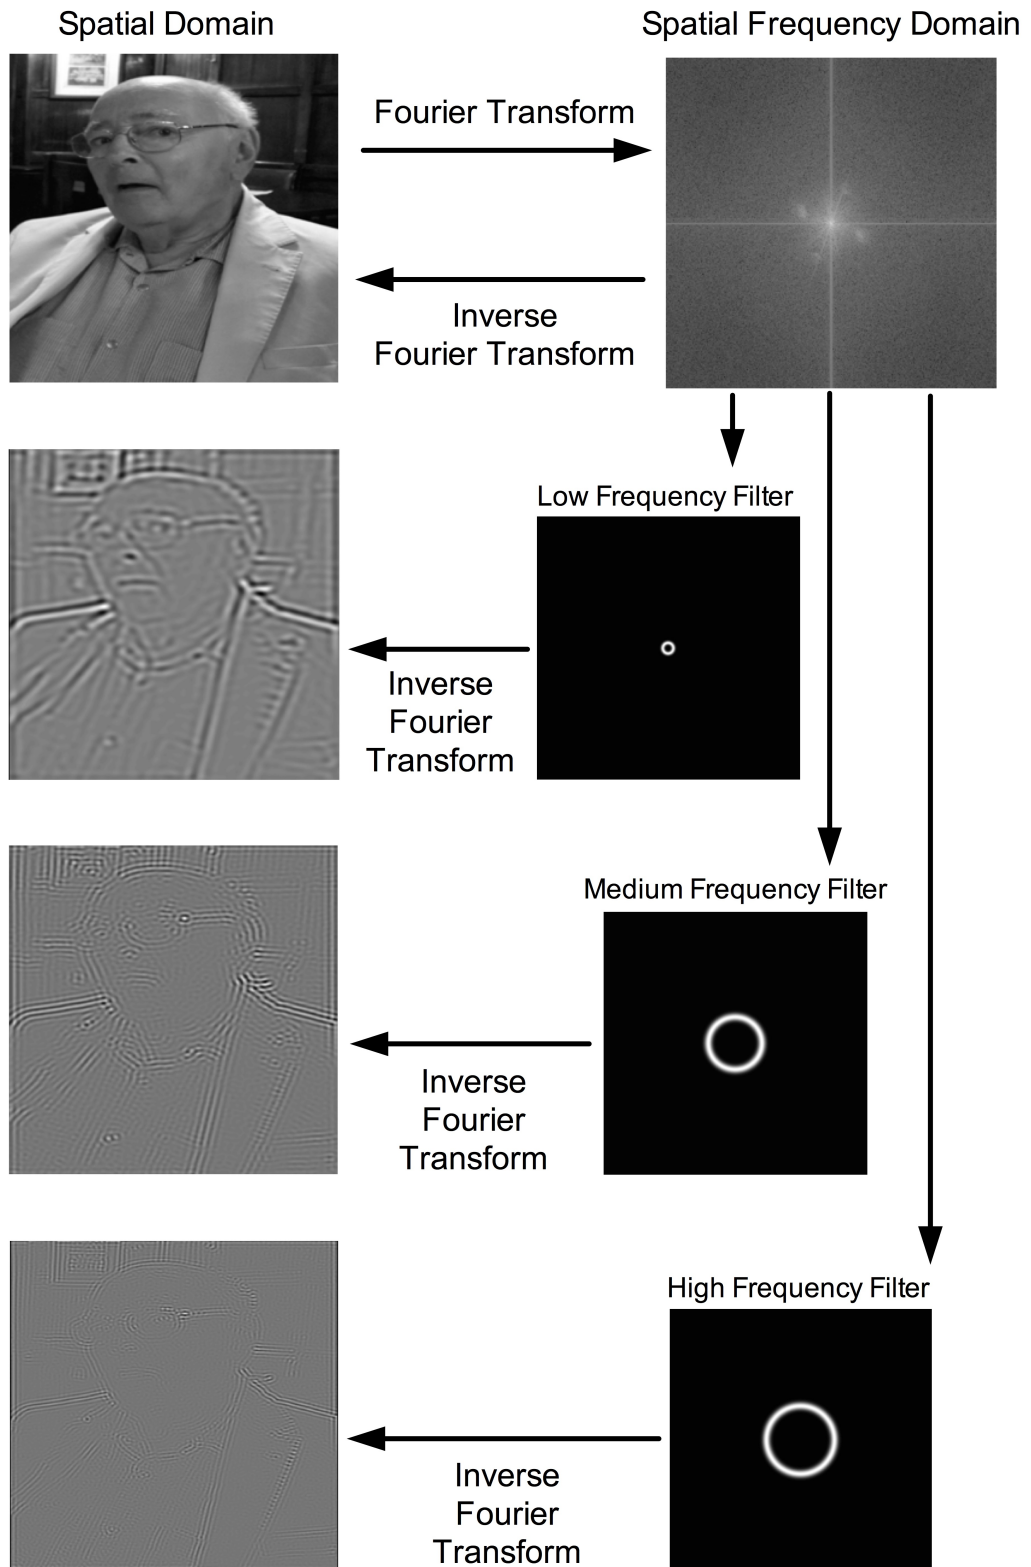 Spatial Domain
Spatial Frequency Domain
Fourier Transform
Inverse
Fourier Transform
Low Frequency Filter
Inverse
Fourier
Transform
Medium Frequency Filter
Inverse
Fourier
Transform
High Frequency Filter
Inverse
Fourier
Transform